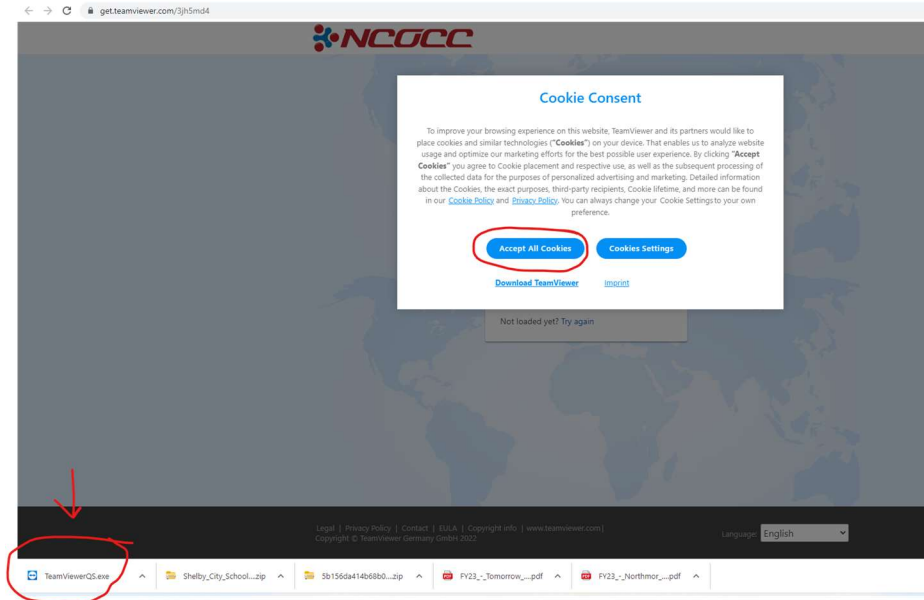 get.teamviewer.com/3jh5md4
NCOCC
Cookie Consent
To improve your browsing experience on this website, TeamViewer and its partners would like to
place cookies and similar technologies ("Cookies") on your device. That enables us to analyze website
usage and optimize our marketing efforts for the best possible user experience. By clicking "Accept
Cookies" you agree to Cookie placement and respective use, as well as the subsequent processing of
the collected data for the purposes of personalized advertising and marketing. Detailed information
about the Cookies, the exact purposes, third-party recipients, Cookie lifetime, and more can be found
in our Cookie Policy and Privacy Policy. You can always change your Cookie Settings to your own
preference.
Accept All Cookies Cookies Settings
Download TeamViewer Imprint
Not loaded yet? Try again
Legal | Privacy Policy | Contact | EULA | Copyright info | www.teamviewer.com|
Copyright © TeamViewer Germany GmbH 2022
Language: English
TeamViewerQS.exe Shelby_City_School....zip 5b156da414b68b0....zip FY23_-_Tomorrow_....pdf FY23_-_Northmor_....pdf